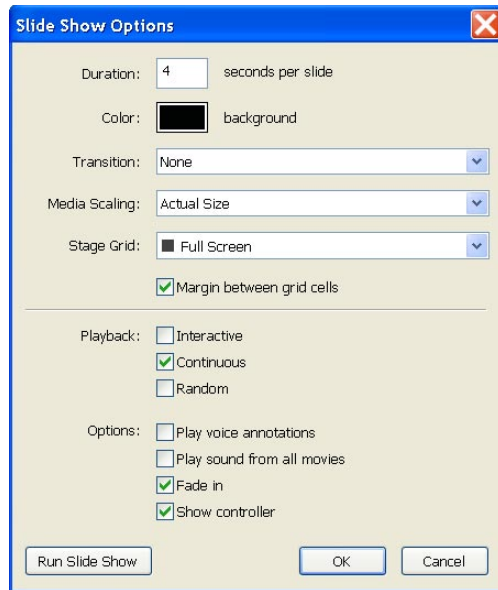 Slide Show Options
Duration: 4 seconds per slide
Color: background
Transition: None
Media Scaling: Actual Size
Stage Grid: Full Screen
Margin between grid cells
Playback: Interactive
Continuous
Random
Options: Play voice annotations
Play sound from all movies
Fade in
Show controller
Run Slide Show OK Cancel